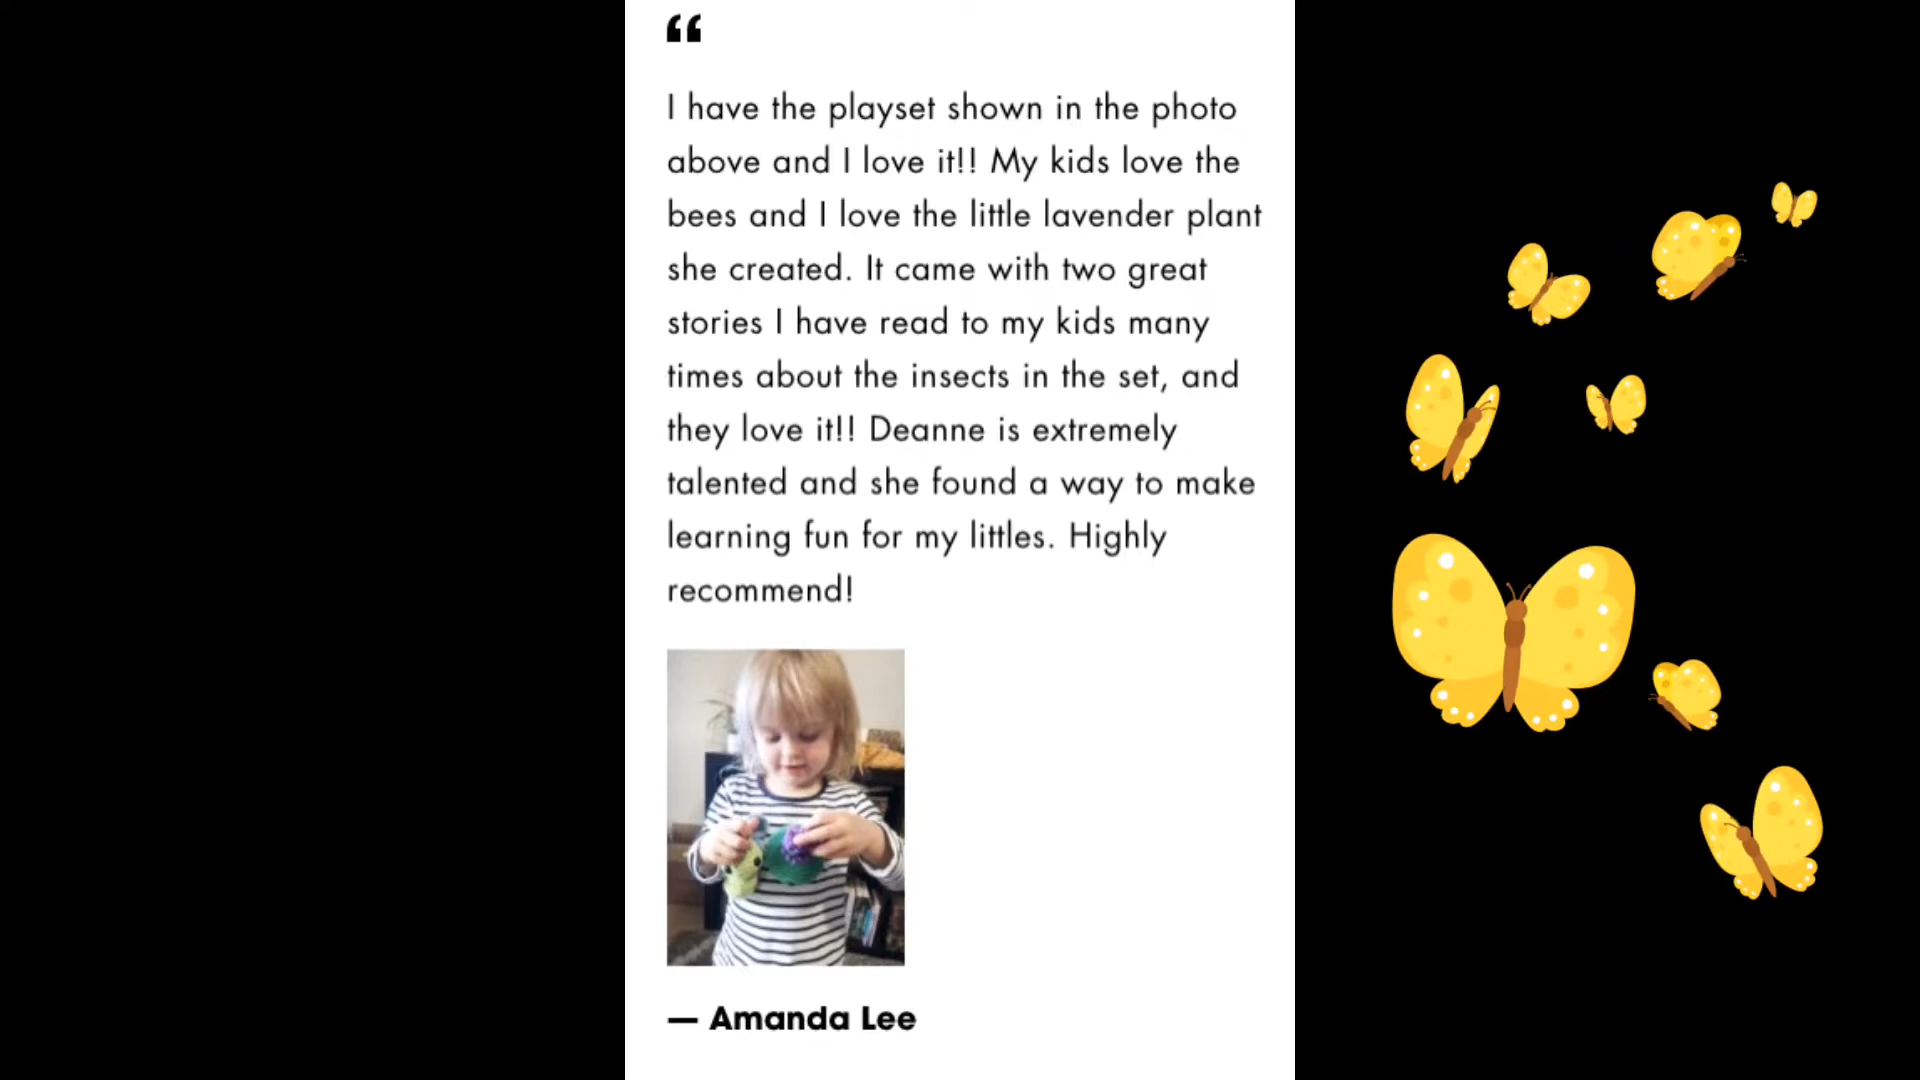 “
I have the playset shown in the photo
above and I love it!! My kids love the
bees and I love the little lavender plant
she created. It came with two great
stories I have read to my kids many
times about the insects in the set, and
they love it!! Deanne is extremely
talented and she found a way to make
learning fun for my littles. Highly
recommend!
— Amanda Lee